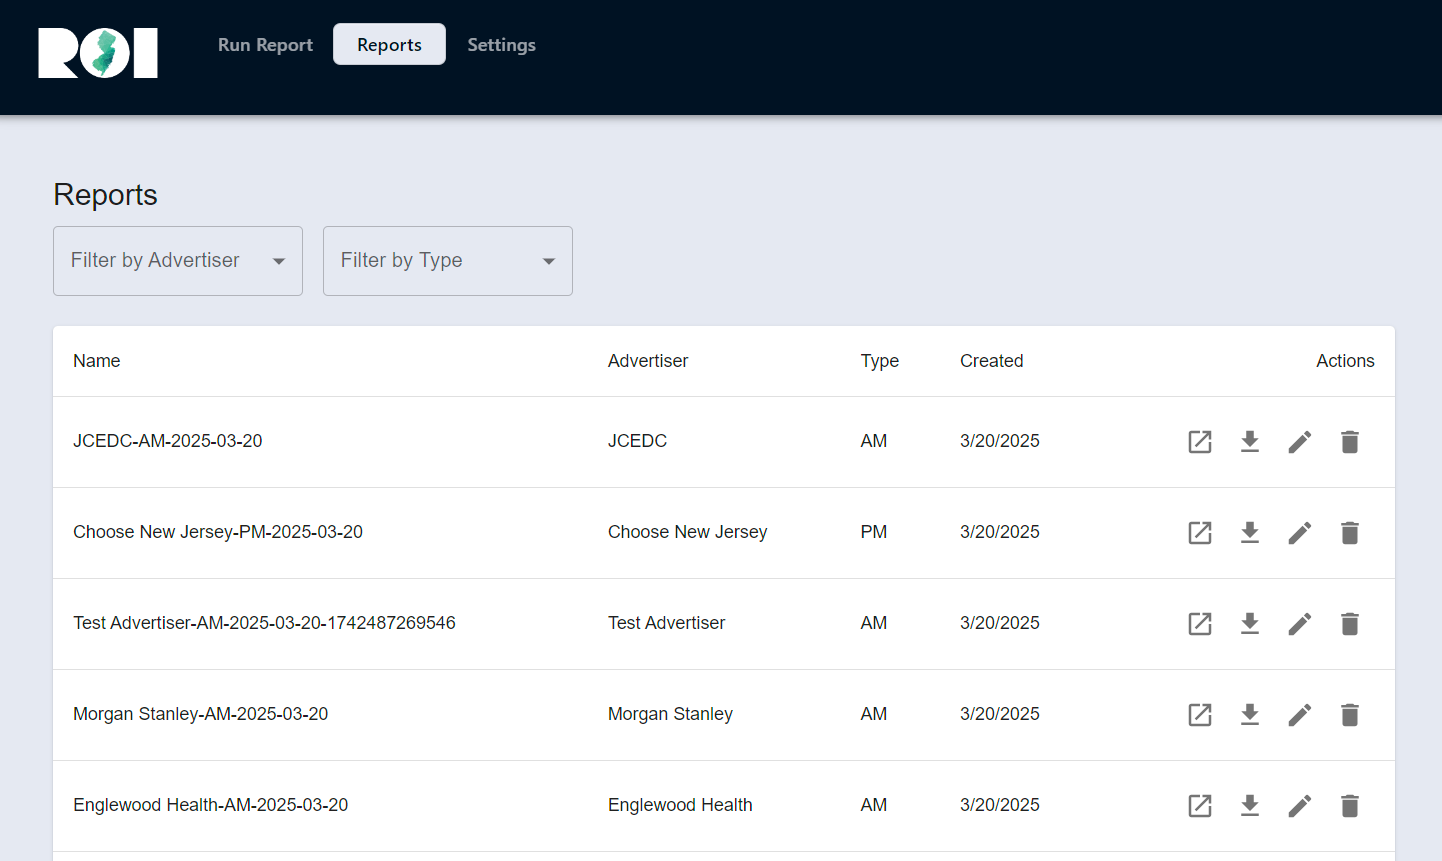 ROI
Run Report Reports Settings
Reports
Filter by Advertiser Filter by Type
Name Advertiser Type Created Actions
JCEDC-AM-2025-03-20 JCEDC AM 3/20/2025
Choose New Jersey-PM-2025-03-20 Choose New Jersey PM 3/20/2025
Test Advertiser-AM-2025-03-20-1742487269546 Test Advertiser AM 3/20/2025
Morgan Stanley-AM-2025-03-20 Morgan Stanley AM 3/20/2025
Englewood Health-AM-2025-03-20 Englewood Health AM 3/20/2025